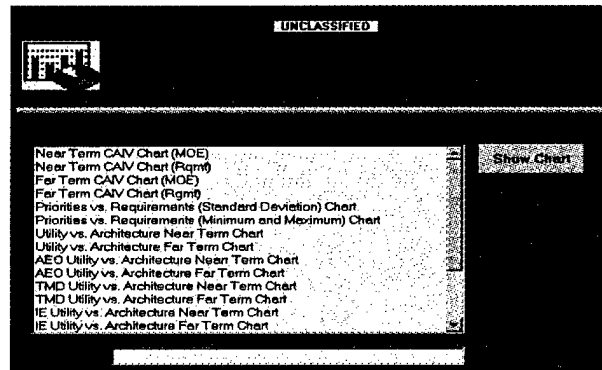 UNCLASSIFIED
Near Term CAIV Chart (MOE)
Near Term CAIV Chart (Rqmt)
Far Term CAIV Chart (MOE)
Far Term CAIV Chart (Rqmt)
Priorities vs. Requirements (Standard Deviation) Chart
Priorities vs. Requirements (Minimum and Maximum) Chart
Utility vs. Architecture Near Term Chart
Utility vs. Architecture Far Term Chart
AEO Utility vs. Architecture Near Term Chart
AEO Utility vs. Architecture Far Term Chart
TMD Utility vs. Architecture Near Term Chart
TMD Utility vs. Architecture Far Term Chart
IE Utility vs. Architecture Near Term Chart
IE Utility vs. Architecture Far Term Chart
Show Chart